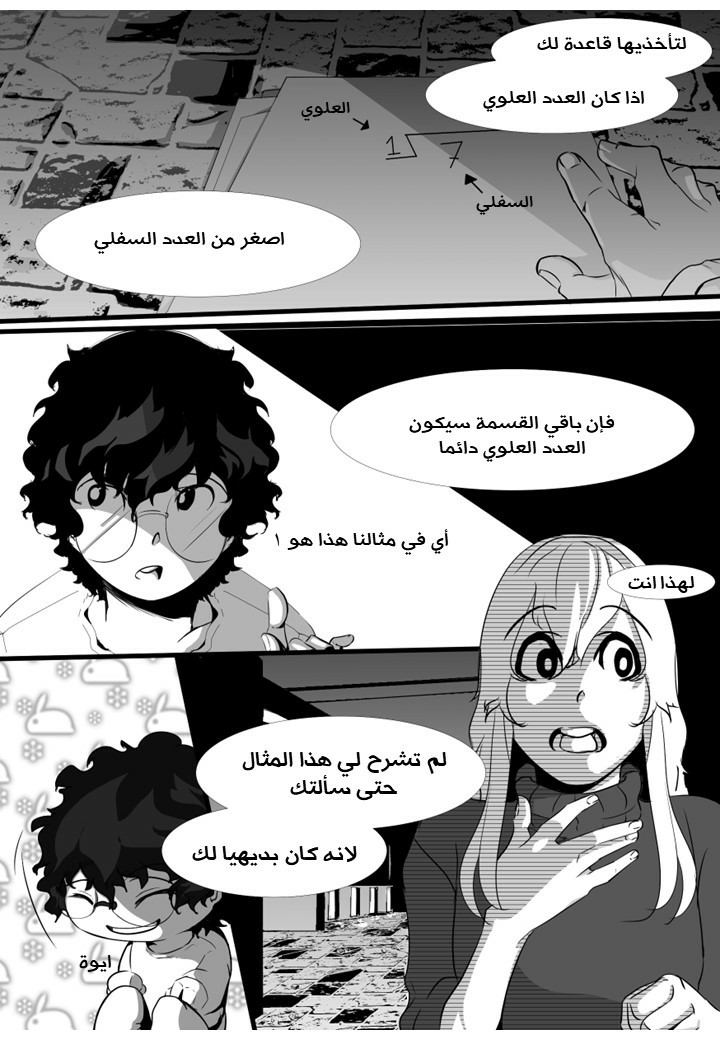 لتأخذيها قاعدة لك
اذا كان العدد العلوي
العلوي
1
7
السفلي
اصغر من العدد السفلي
فإن باقي القسمة سيكون
العدد العلوي دائما
أي في مثالنا هذا هو ١
لهذا انت
لم تشرح لي هذا المثال
حتى سألتك
لانه كان بديهيا لك
ايوة